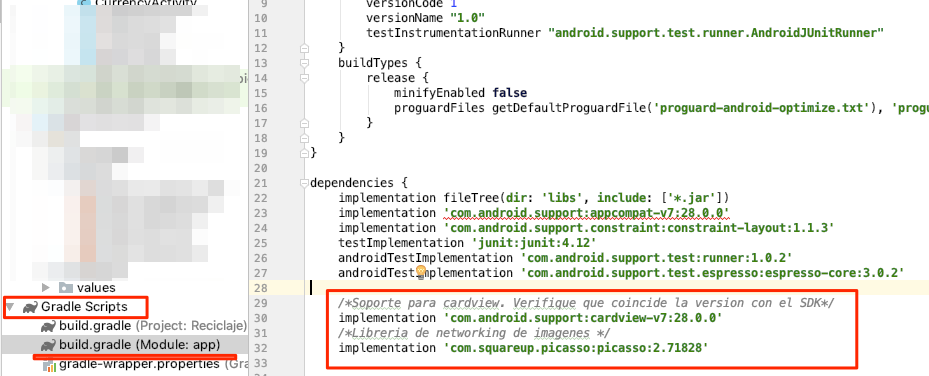 CurrencyActivity
values
Gradle Scripts
build.gradle (Project: Reciclaje)
build.gradle (Module: app)
gradle-wrapper.properties (Gra
9 versionCode 1
10 versionName "1.0"
11 testInstrumentationRunner "android.support.test.runner.AndroidJUnitRunner"
12 }
13 buildTypes {
14 release {
15 minifyEnabled false
16 proguardFiles getDefaultProguardFile('proguard-android-optimize.txt'), 'progu
17 }
18 }
19 }
20
21 dependencies {
22 implementation fileTree(dir: 'libs', include: ['*.jar'])
23 implementation 'com.android.support:appcompat-v7:28.0.0'
24 implementation 'com.android.support.constraint:constraint-layout:1.1.3'
25 testImplementation 'junit:junit:4.12'
26 androidTestImplementation 'com.android.support.test:runner:1.0.2'
27 androidTestImplementation 'com.android.support.test.espresso:espresso-core:3.0.2'
28
29 /*Soporte para cardview. Verifique que coincide la version con el SDK*/
30 implementation 'com.android.support:cardview-v7:28.0.0'
31 /*Libreria de networking de imagenes */
32 implementation 'com.squareup.picasso:picasso:2.71828'
33